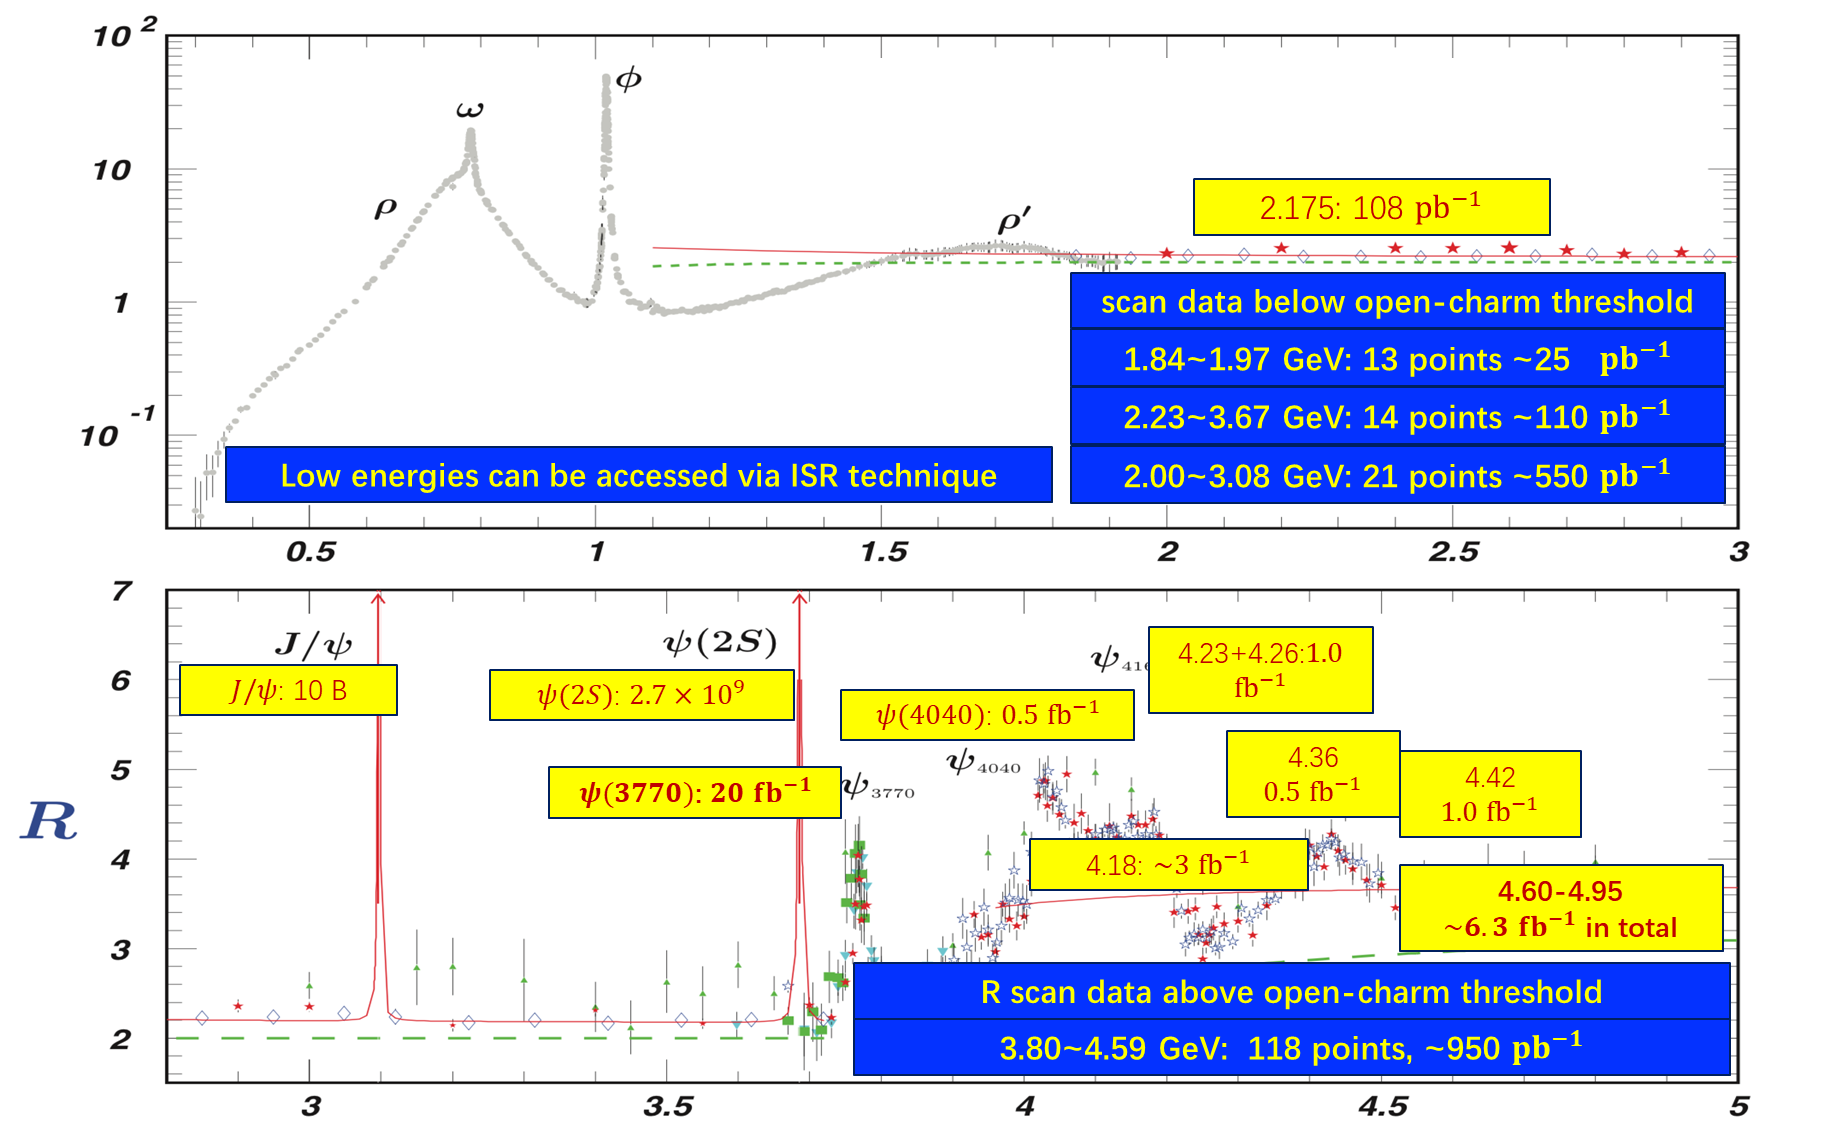 10 2
10
1
10 -1
ρ
ω
ϕ
ρ′
2.175: 108 pb⁻¹
scan data below open-charm threshold
1.84~1.97 GeV: 13 points ~25 pb⁻¹
2.23~3.67 GeV: 14 points ~110 pb⁻¹
2.00~3.08 GeV: 21 points ~550 pb⁻¹
Low energies can be accessed via ISR technique
0.5 1 1.5 2 2.5 3
7
6
5
4
3
2
R
J/ψ
J/ψ: 10 B
ψ(2S)
ψ(2S): 2.7 × 10⁹
ψ(3770): 20 fb⁻¹
ψ3770
ψ(4040): 0.5 fb⁻¹
ψ4040
ψ
4.23+4.26:1.0
fb⁻¹
4.36
0.5 fb⁻¹
4.42
1.0 fb⁻¹
4.18: ~3 fb⁻¹
4.60-4.95
~6.3 fb⁻¹ in total
R scan data above open-charm threshold
3.80~4.59 GeV: 118 points, ~950 pb⁻¹
3 3.5 4 4.5 5